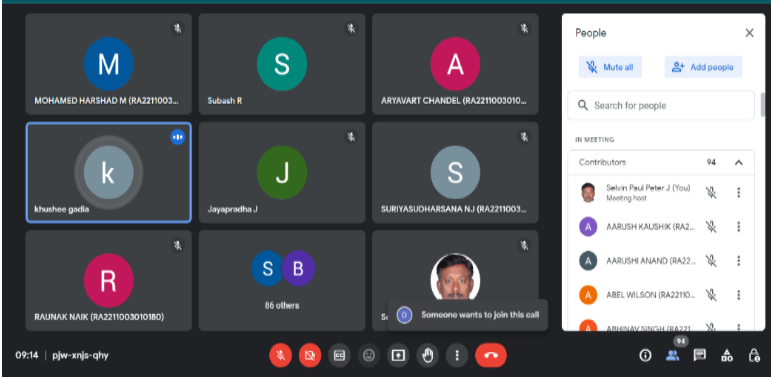 M
MOHAMED HARSHAD M (RA2211003...
S
Subash R
A
ARYAVART CHANDEL (RA2211003010...
k
khushee gadia
J
Jayapradha J
S
SURIYASUDHARSANA NJ (RA2211003...
R
RAUNAK NAIK (RA2211003010180)
S B
86 others
Someone wants to join this call
09:14 | pjw-xnjs-qhy
People
Mute all
Add people
Search for people
IN MEETING
Contributors 94
Selvin Paul Peter J (You)
Meeting host
A AARUSH KAUSHIK (RA2...
A AARUSHI ANAND (RA22...
A ABEL WILSON (RA22110...
A ABHINAV SINGH (RA221...
94